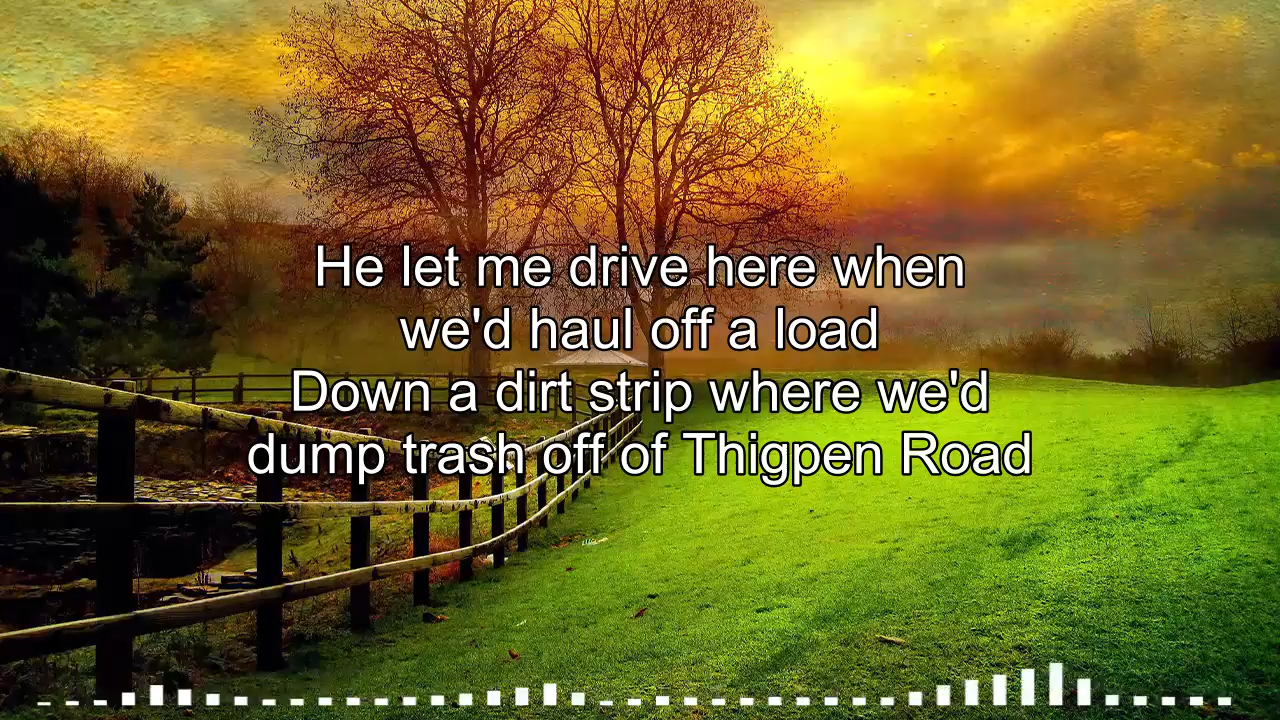 He let me drive here when
we'd haul off a load
Down a dirt strip where we'd
dump trash off of Thigpen Road